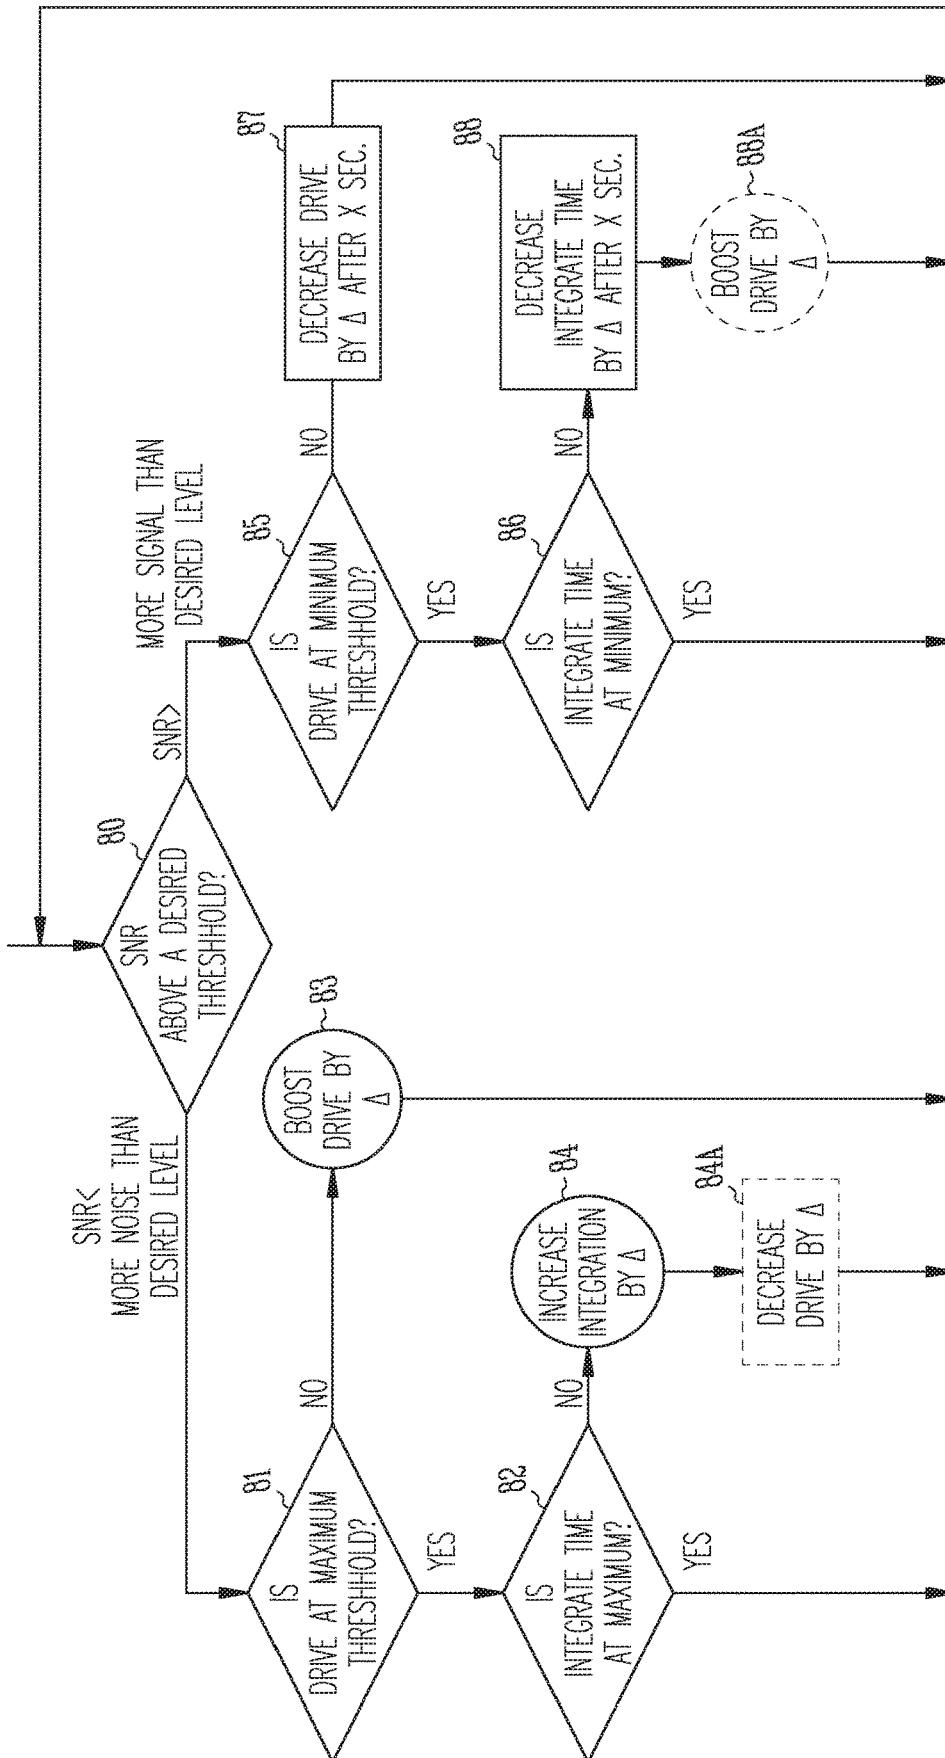 80
SNR
ABOVE A DESIRED
THRESHHOLD?
SNR<
MORE NOISE THAN
DESIRED LEVEL
SNR>
MORE SIGNAL THAN
DESIRED LEVEL
81
IS
DRIVE AT MAXIMUM
THRESHHOLD?
NO
83
BOOST
DRIVE BY
Δ
YES
82
IS
INTEGRATE TIME
AT MAXIMUM?
NO
84
INCREASE
INTEGRATION
BY Δ
84A
DECREASE
DRIVE BY Δ
YES
85
IS
DRIVE AT MINIMUM
THRESHHOLD?
NO
87
DECREASE DRIVE
BY Δ AFTER X SEC.
YES
86
IS
INTEGRATE TIME
AT MINIMUM?
NO
88
DECREASE
INTEGRATE TIME
BY Δ AFTER X SEC.
88A
BOOST
DRIVE BY
Δ
YES